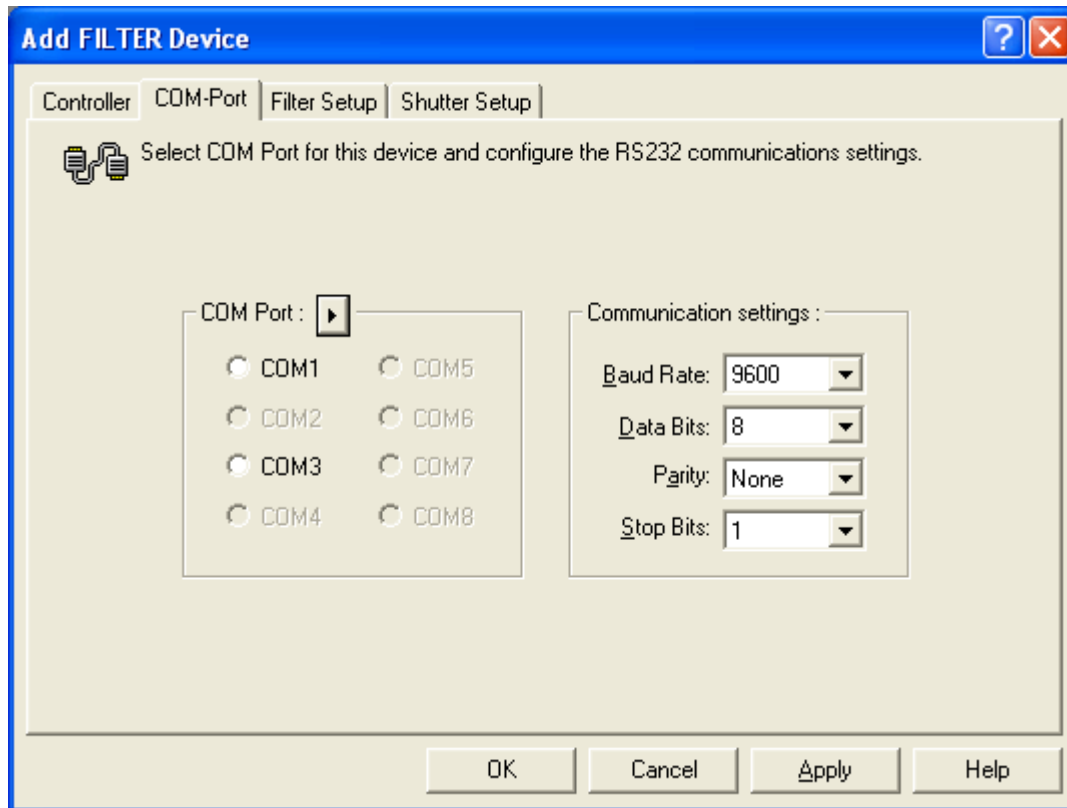 Add FILTER Device
Controller COM-Port Filter Setup Shutter Setup
Select COM Port for this device and configure the RS232 communications settings.
COM Port :
COM1 COM5
COM2 COM6
COM3 COM7
COM4 COM8
Communication settings :
Baud Rate: 9600
Data Bits: 8
Parity: None
Stop Bits: 1
OK Cancel Apply Help